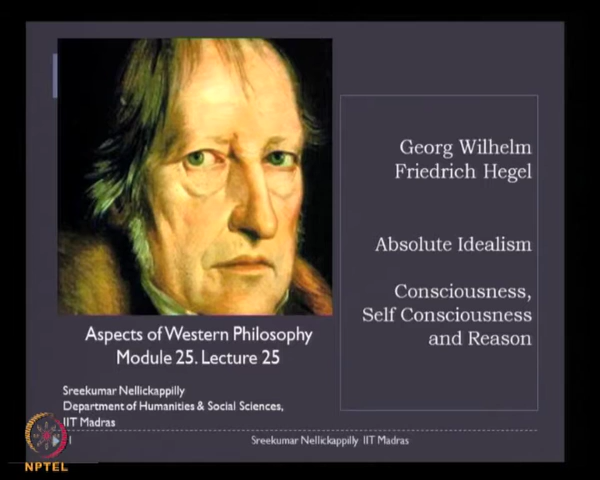 Georg Wilhelm
Friedrich Hegel
Absolute Idealism
Consciousness,
Self Consciousness
and Reason
Aspects of Western Philosophy
Module 25. Lecture 25
Sreekumar Nellickappilly
Department of Humanities & Social Sciences,
IIT Madras
1
Sreekumar Nellickappilly IIT Madras
NPTEL